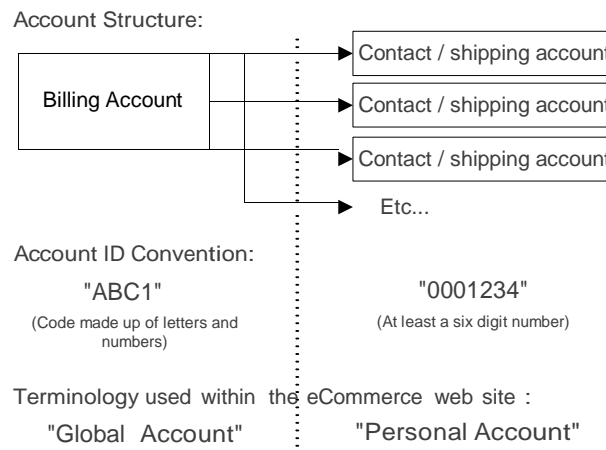 Account Structure:
Contact / shipping account
Billing Account
Contact / shipping account
Contact / shipping account
Etc...
Account ID Convention:
"ABC1"
"0001234"
(Code made up of letters and
numbers)
(At least a six digit number)
Terminology used within the eCommerce web site :
"Global Account"
"Personal Account"